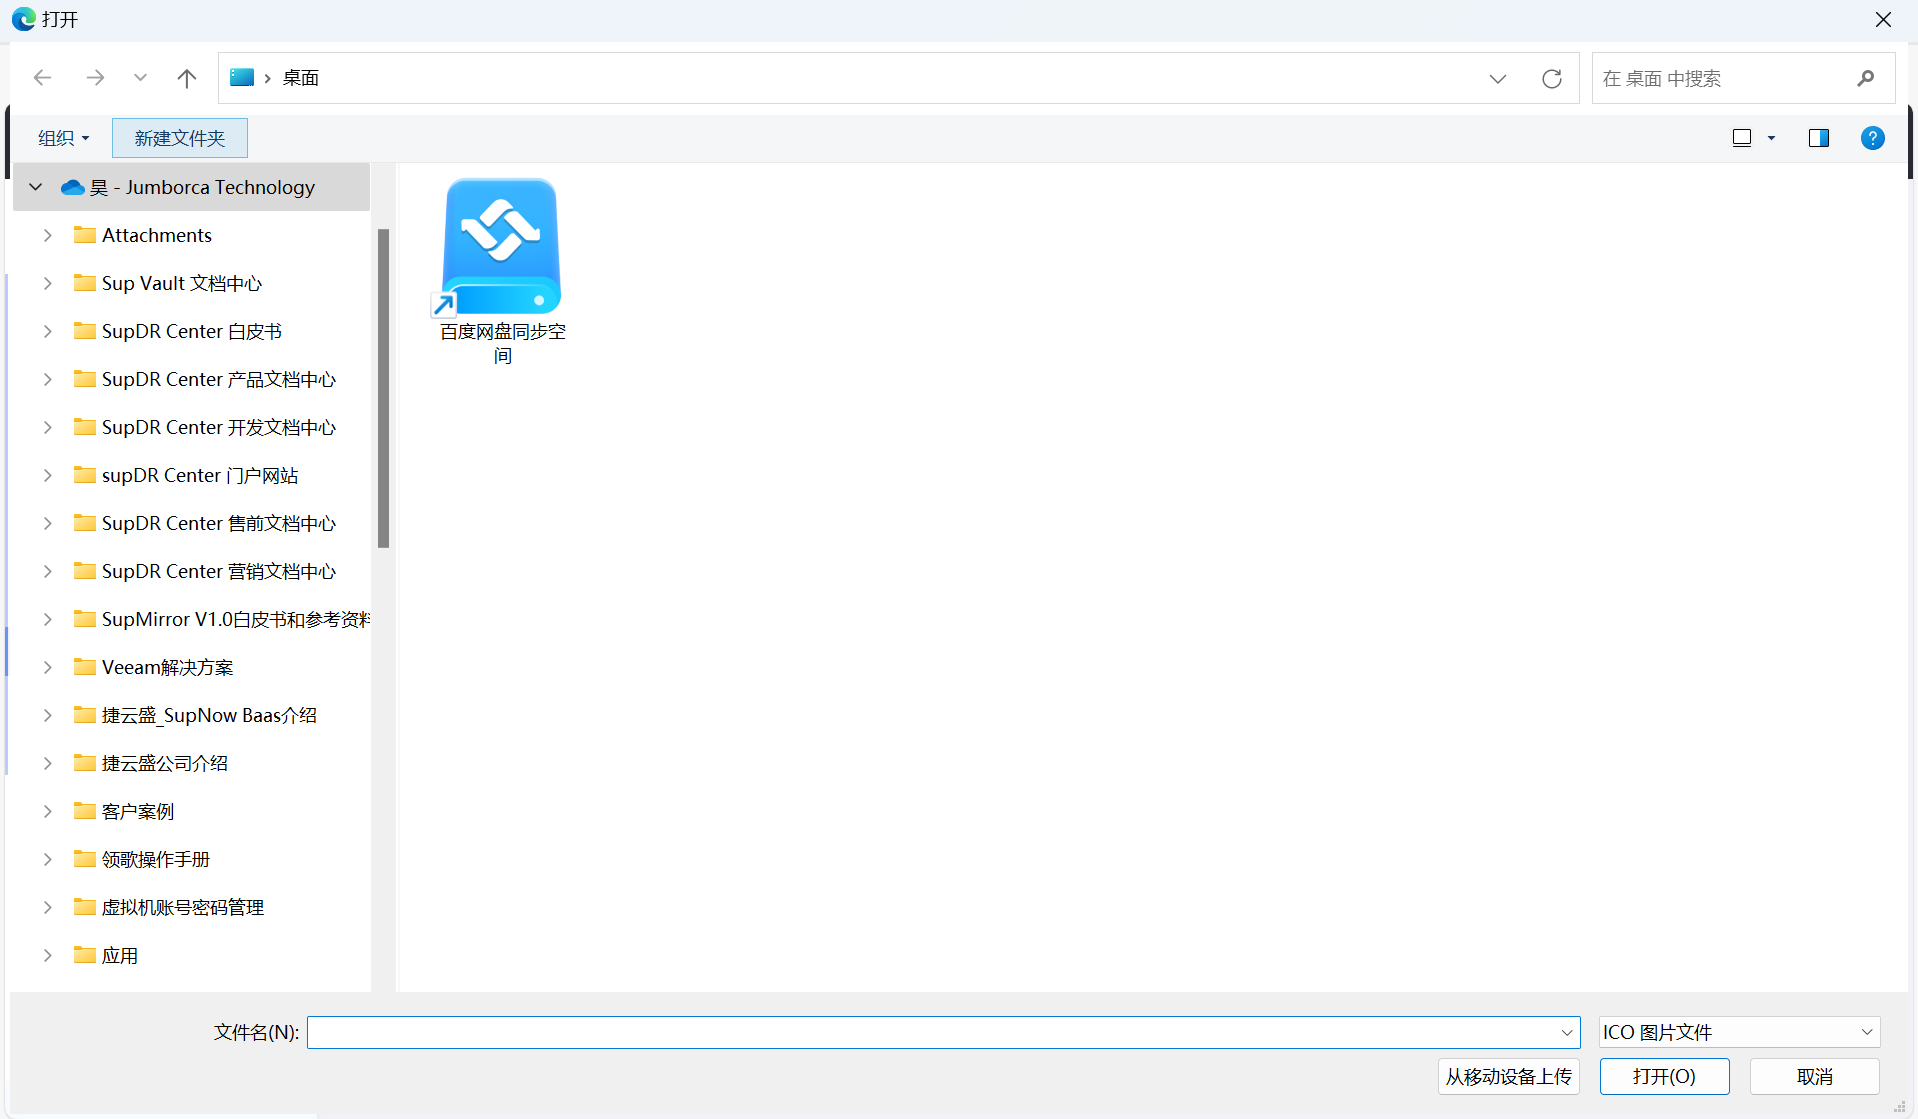 打开
桌面
在 桌面 中搜索
组织
新建文件夹
昊 - Jumborca Technology
Attachments
Sup Vault 文档中心
SupDR Center 白皮书
SupDR Center 产品文档中心
SupDR Center 开发文档中心
supDR Center 门户网站
SupDR Center 售前文档中心
SupDR Center 营销文档中心
SupMirror V1.0白皮书和参考资料
Veeam解决方案
捷云盛_SupNow Baas介绍
捷云盛公司介绍
客户案例
领歌操作手册
虚拟机账号密码管理
应用
百度网盘同步空
间
文件名(N):
ICO 图片文件
从移动设备上传
打开(O)
取消